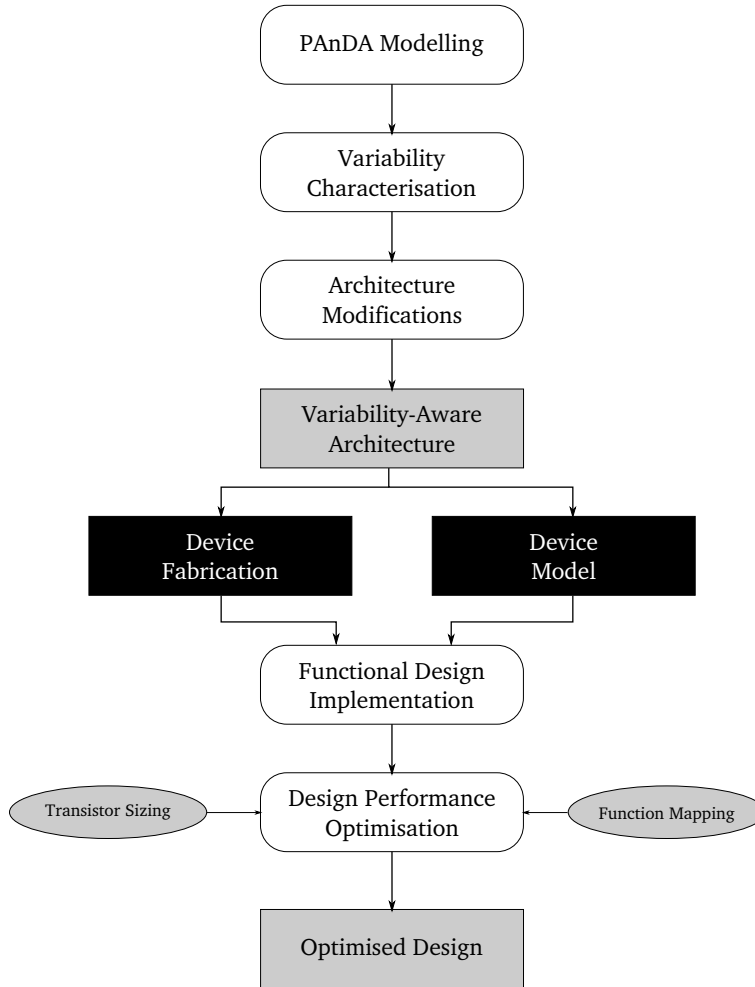 PAnDA Modelling
Variability
Characterisation
Architecture
Modifications
Variability-Aware
Architecture
Device
Fabrication
Device
Model
Functional Design
Implementation
Transistor Sizing
Design Performance
Optimisation
Function Mapping
Optimised Design